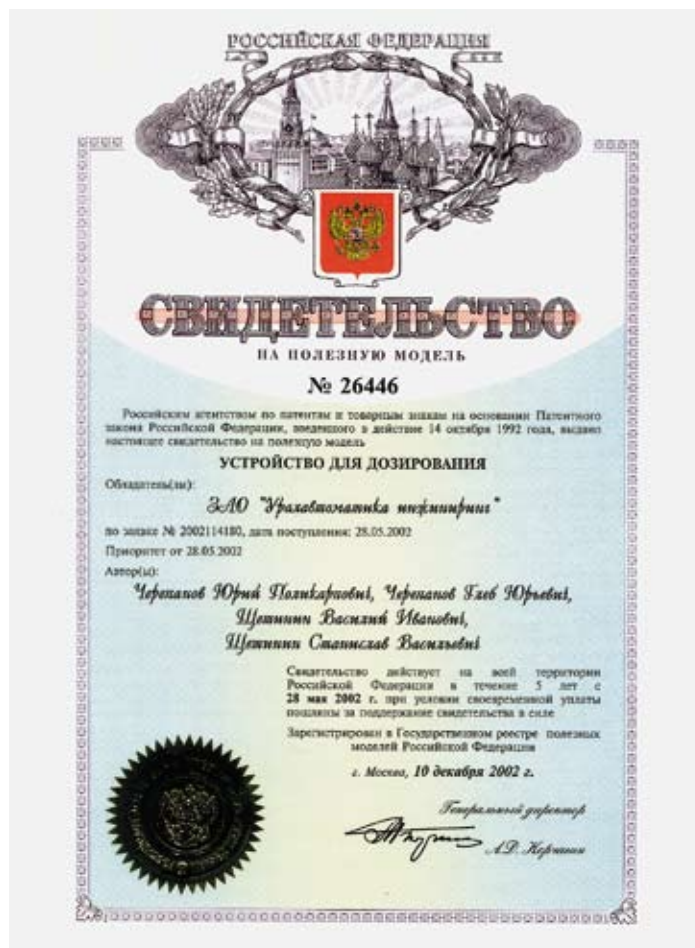 РОССИЙСКАЯ ФЕДЕРАЦИЯ
СВИДЕТЕЛЬСТВО
НА ПОЛЕЗНУЮ МОДЕЛЬ
№ 26446
Российским агентством по патентам и товарным знакам на основании Патентного
закона Российской Федерации, введенного в действие 14 октября 1992 года, выдано
настоящее свидетельство на полезную модель
УСТРОЙСТВО ДЛЯ ДОЗИРОВАНИЯ
Обладатель(ли):
ЗАО "Уралавтоматика инжиниринг"
по заявке № 2002114180, дата поступления: 28.05.2002
Приоритет от 28.05.2002
Автор(ы):
Черепанов Юрий Поликарпович, Черепанов Глеб Юрьевич,
Щетинин Василий Иванович,
Щетинин Станислав Васильевич
Свидетельство действует на всей территории
Российской Федерации в течение 5 лет с
28 мая 2002 г. при условии своевременной уплаты
пошлины за поддержание свидетельства в силе
Зарегистрирован в Государственном реестре полезных
моделей Российской Федерации
г. Москва, 10 декабря 2002 г.
Генеральный директор
А.Д. Корчагин